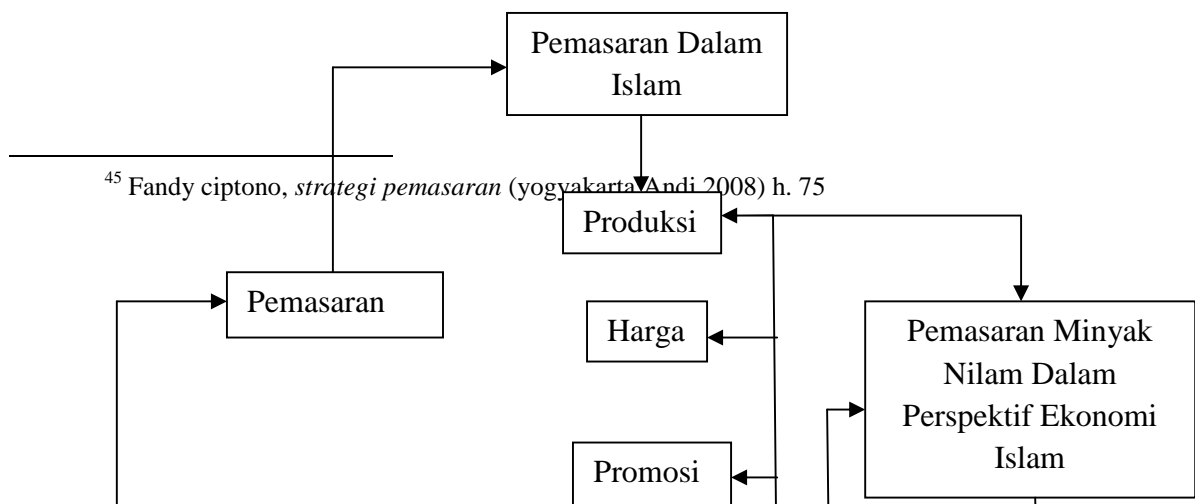 Pemasaran Dalam
Islam
⁴⁵ Fandy ciptono, strategi pemasaran (yogyakarta Andi 2008) h. 75
Produksi
Pemasaran
Harga
Pemasaran Minyak
Nilam Dalam
Perspektif Ekonomi
Islam
Promosi